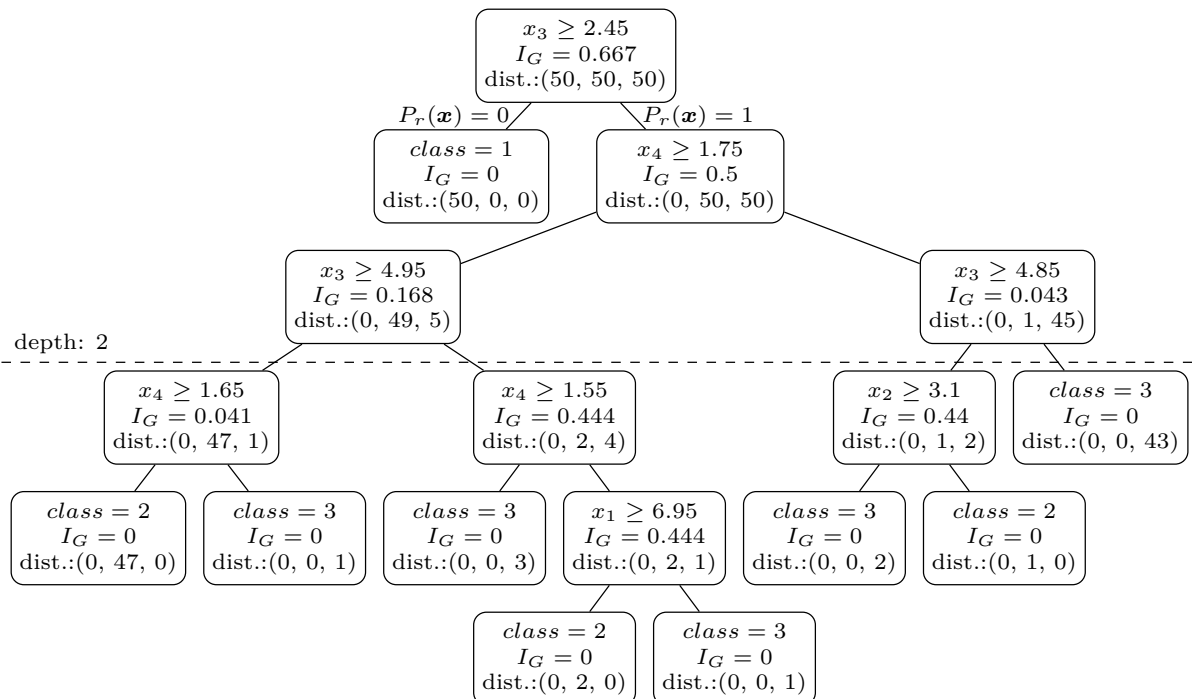 x₃ ≥ 2.45
I_G = 0.667
dist.:(50, 50, 50)
P_r(𝒙) = 0
P_r(𝒙) = 1
class = 1
I_G = 0
dist.:(50, 0, 0)
x₄ ≥ 1.75
I_G = 0.5
dist.:(0, 50, 50)
x₃ ≥ 4.95
I_G = 0.168
dist.:(0, 49, 5)
x₃ ≥ 4.85
I_G = 0.043
dist.:(0, 1, 45)
depth: 2
x₄ ≥ 1.65
I_G = 0.041
dist.:(0, 47, 1)
x₄ ≥ 1.55
I_G = 0.444
dist.:(0, 2, 4)
x₂ ≥ 3.1
I_G = 0.44
dist.:(0, 1, 2)
class = 3
I_G = 0
dist.:(0, 0, 43)
class = 2
I_G = 0
dist.:(0, 47, 0)
class = 3
I_G = 0
dist.:(0, 0, 1)
class = 3
I_G = 0
dist.:(0, 0, 3)
x₁ ≥ 6.95
I_G = 0.444
dist.:(0, 2, 1)
class = 3
I_G = 0
dist.:(0, 0, 2)
class = 2
I_G = 0
dist.:(0, 1, 0)
class = 2
I_G = 0
dist.:(0, 2, 0)
class = 3
I_G = 0
dist.:(0, 0, 1)